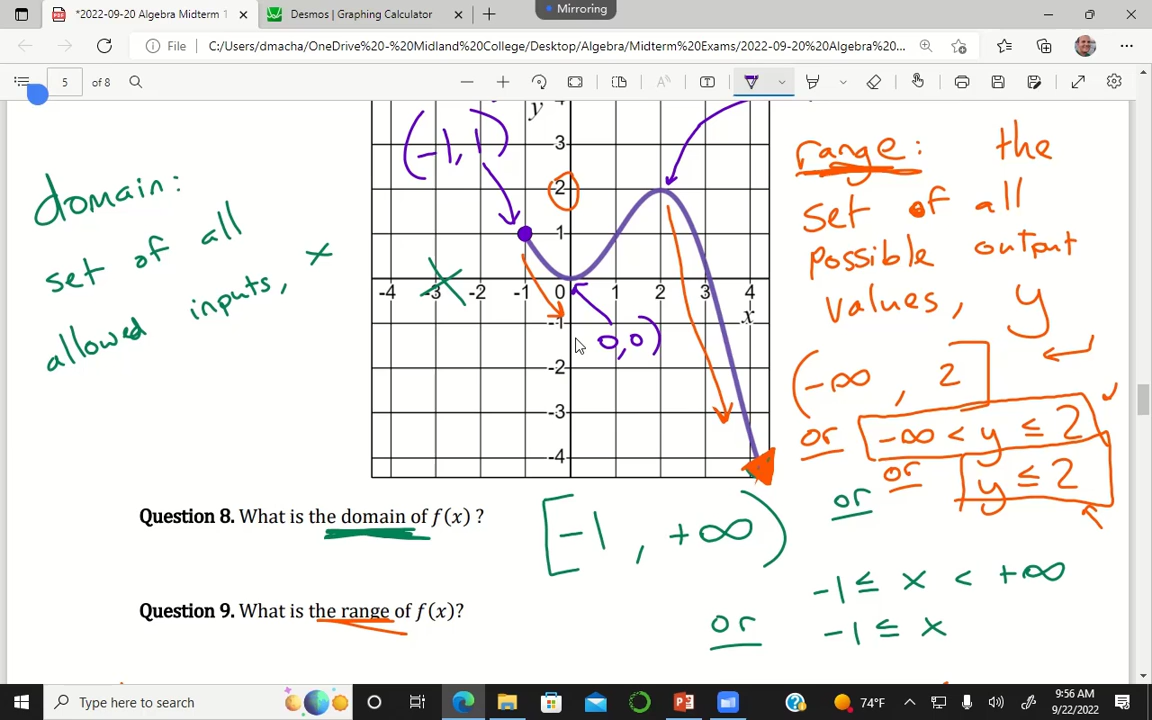 Mirroring
*2022-09-20 Algebra Midterm 1
Desmos | Graphing Calculator
File
C:/Users/dmacha/OneDrive%20-%20Midland%20College/Desktop/Algebra/Midterm%20Exams/2022-09-20%20Algebra%20...
5 of 8
domain:
set of all
allowed inputs, x
(-1, 1)
y
3
2
1
-4 -3 -2 -1 0 1 2 3 4
x
-1
-2
-3
-4
0,0)
range: the
set of all
possible output
values, y
(-∞, 2]
or -∞ < y ≤ 2
or y ≤ 2
Question 8. What is the domain of f(x) ?
[-1, +∞)
or
-1 ≤ x < +∞
Question 9. What is the range of f(x)?
or -1 ≤ x
Type here to search
74°F
9:56 AM
9/22/2022